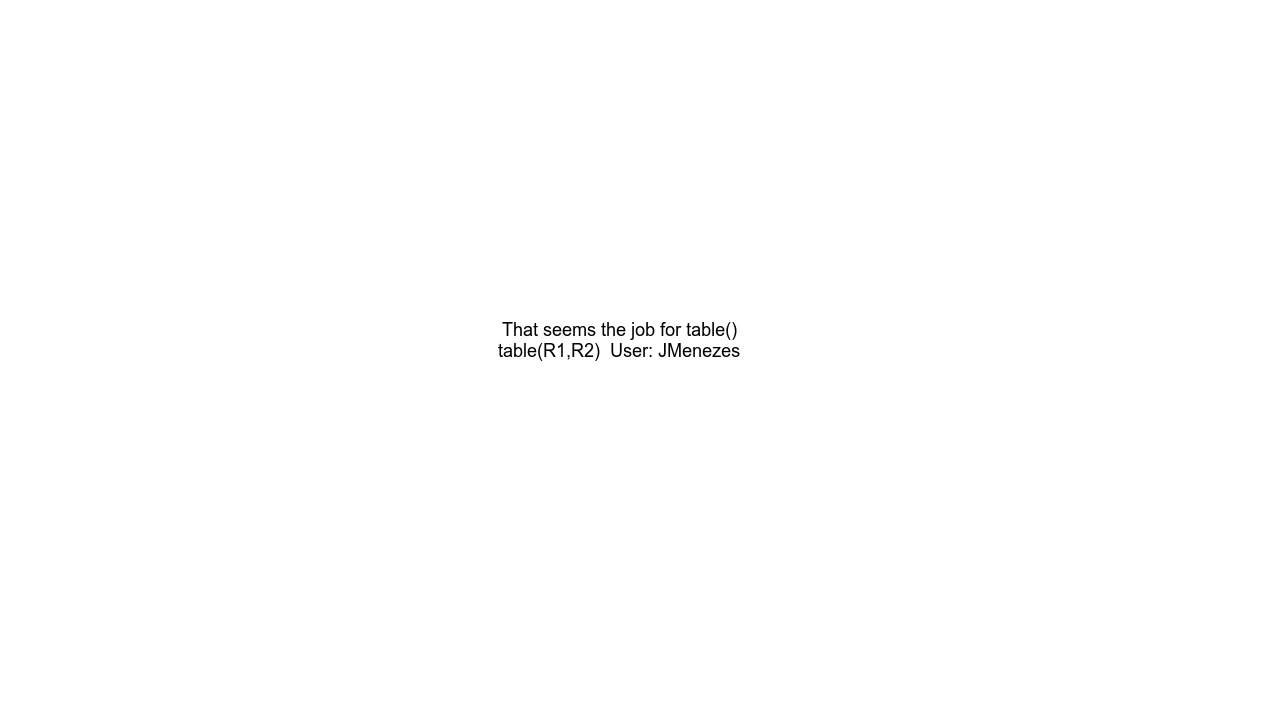 That seems the job for table()
table(R1,R2)  User: JMenezes